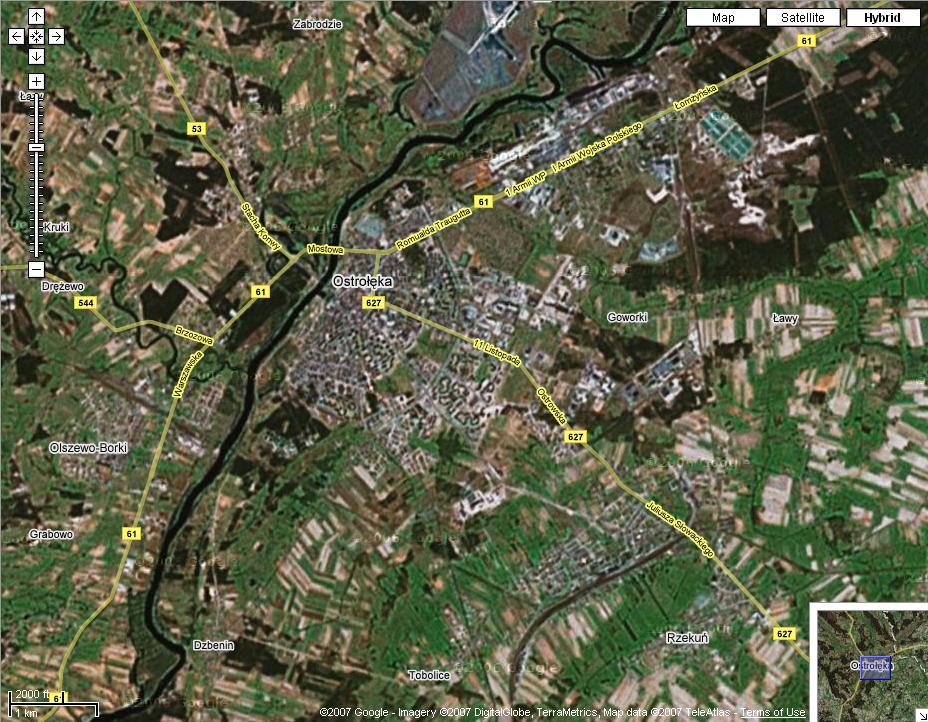 Zabrodzie
Map
Satellite
Hybrid
61
Łomżyńska
53
1 Armii WP
I Armii Wojska Polskiego
61
Romualda Traugutta
Stacha Konwy
Kruki
Mostowa
Drężewo
Ostrołęka
61
544
627
Goworki
Ławy
Brzozowa
11 Listopada
Warszawska
Ostrowska
627
Olszewo-Borki
Juliusza Słowackiego
Grabowo
61
Dzbenin
Rzekuń
627
Ostrołęka
Tobolice
61
2000 ft
1 km
©2007 Google - Imagery ©2007 DigitalGlobe, TerraMetrics, Map data ©2007 TeleAtlas - Terms of Use